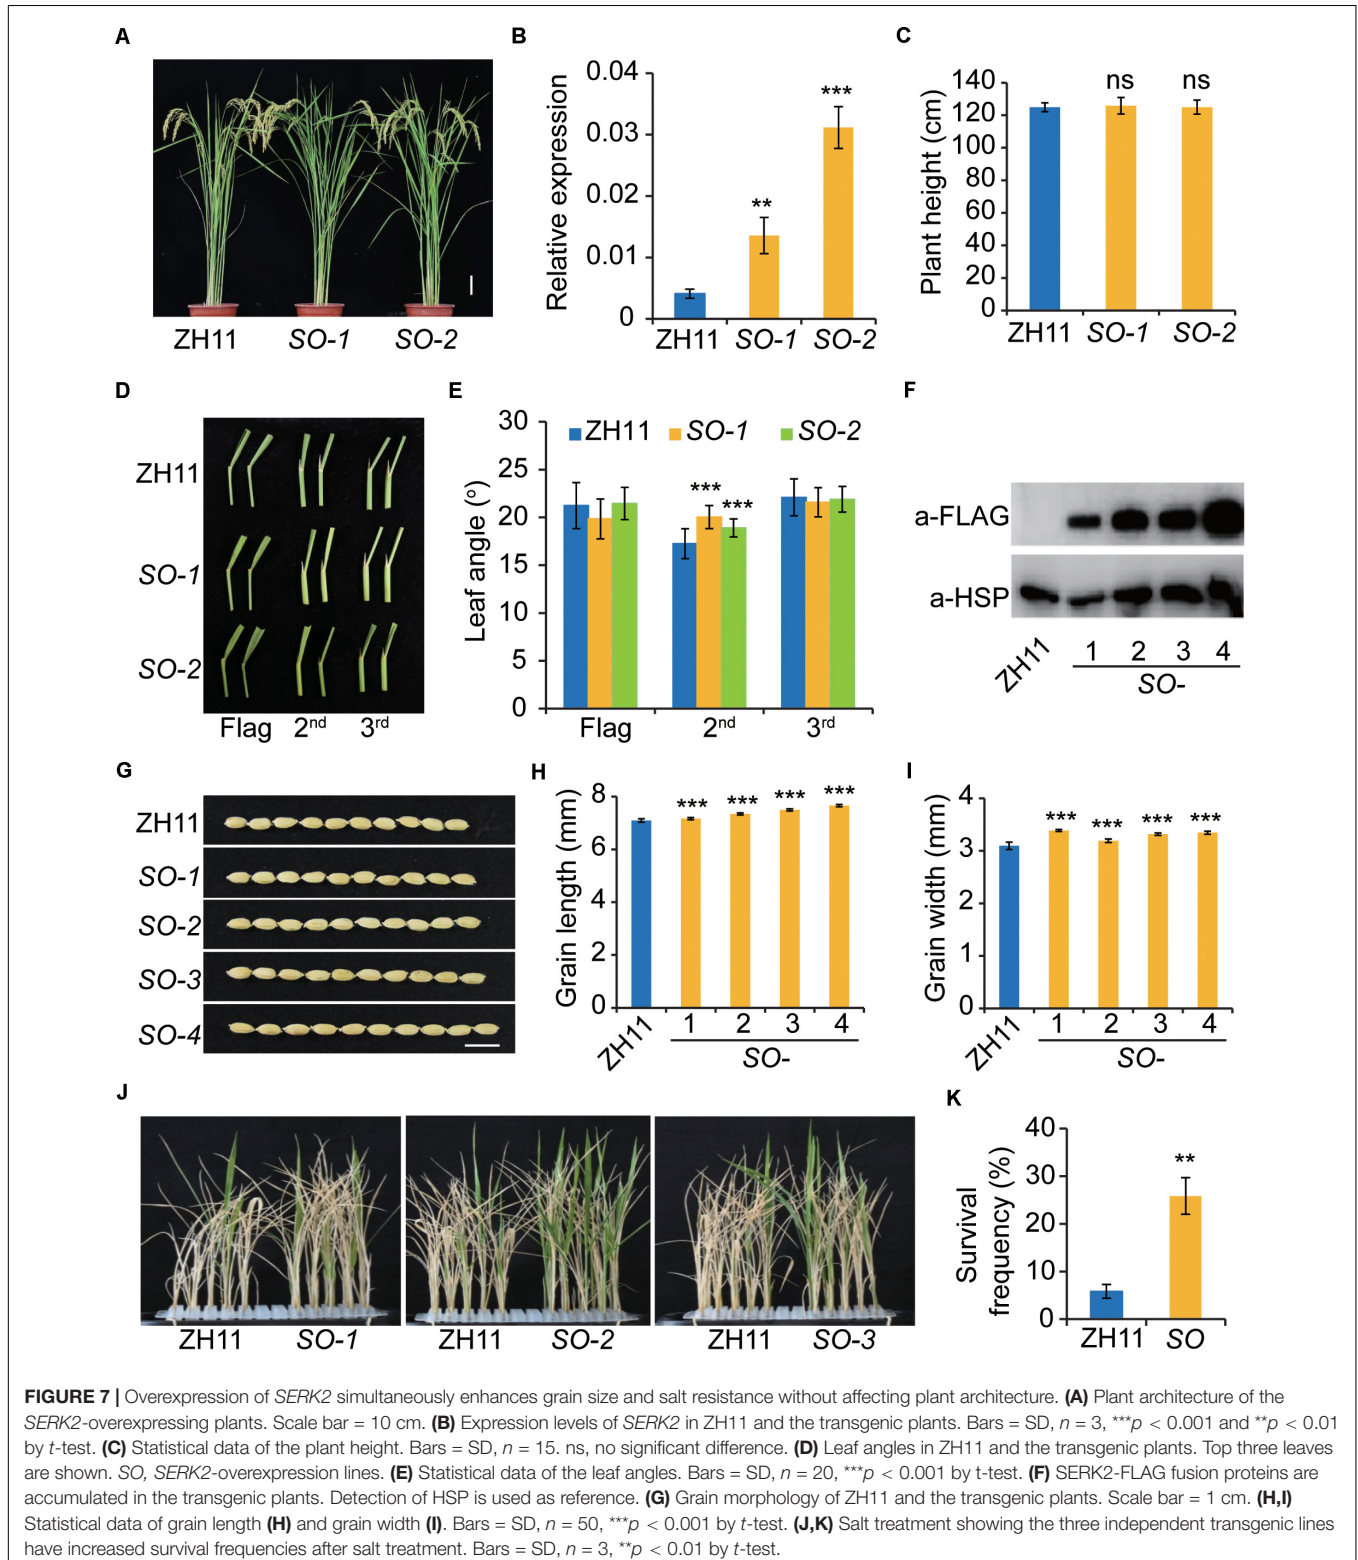 A
ZH11 SO-1 SO-2
B
Relative expression
0.04
0.03
0.02
0.01
0
** ***
ZH11 SO-1 SO-2
C
Plant height (cm)
140
120
100
80
60
40
20
0
ns ns
ZH11 SO-1 SO-2
D
ZH11
SO-1
SO-2
Flag 2nd 3rd
E
Leaf angle (o)
30
25
20
15
10
5
0
ZH11 SO-1 SO-2
*** ***
Flag 2nd 3rd
F
a-FLAG
a-HSP
ZH11 1 2 3 4
SO-
G
ZH11
SO-1
SO-2
SO-3
SO-4
H
Grain length (mm)
8
6
4
2
0
*** *** *** ***
ZH11 1 2 3 4
SO-
I
Grain width (mm)
4
3
2
1
0
*** *** *** ***
ZH11 1 2 3 4
SO-
J
ZH11 SO-1 ZH11 SO-2 ZH11 SO-3
K
Survival
frequency (%)
40
30
20
10
0
**
ZH11 SO
FIGURE 7 | Overexpression of SERK2 simultaneously enhances grain size and salt resistance without affecting plant architecture. (A) Plant architecture of the
SERK2-overexpressing plants. Scale bar = 10 cm. (B) Expression levels of SERK2 in ZH11 and the transgenic plants. Bars = SD, n = 3, ***p < 0.001 and **p < 0.01
by t-test. (C) Statistical data of the plant height. Bars = SD, n = 15. ns, no significant difference. (D) Leaf angles in ZH11 and the transgenic plants. Top three leaves
are shown. SO, SERK2-overexpression lines. (E) Statistical data of the leaf angles. Bars = SD, n = 20, ***p < 0.001 by t-test. (F) SERK2-FLAG fusion proteins are
accumulated in the transgenic plants. Detection of HSP is used as reference. (G) Grain morphology of ZH11 and the transgenic plants. Scale bar = 1 cm. (H,I)
Statistical data of grain length (H) and grain width (I). Bars = SD, n = 50, ***p < 0.001 by t-test. (J,K) Salt treatment showing the three independent transgenic lines
have increased survival frequencies after salt treatment. Bars = SD, n = 3, **p < 0.01 by t-test.